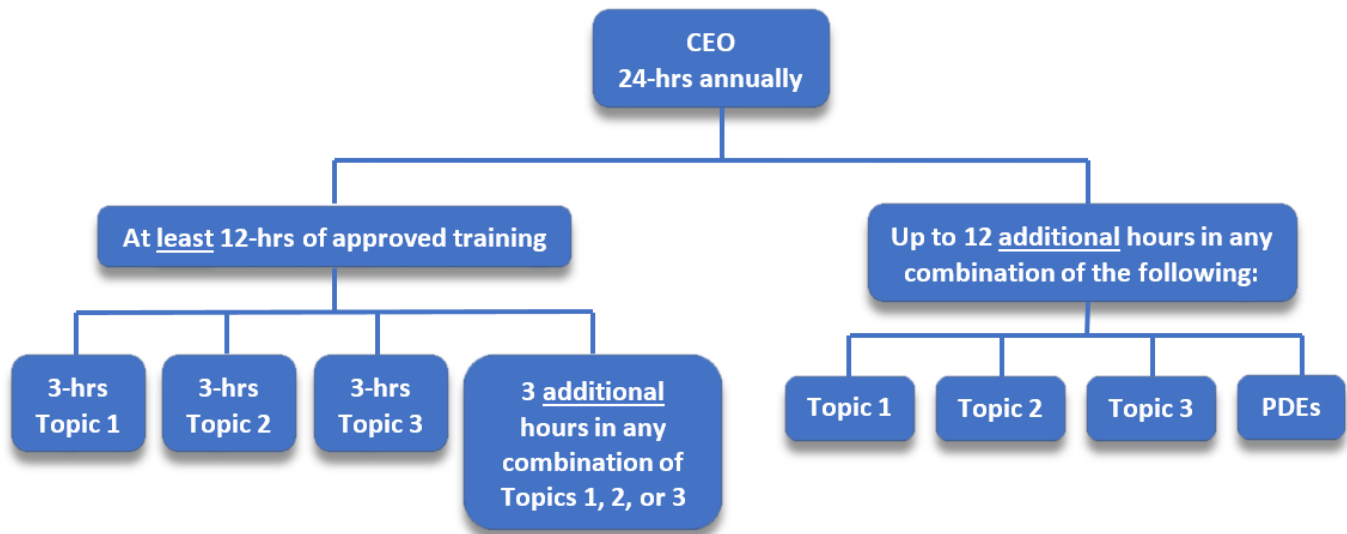 CEO
24-hrs annually
At least 12-hrs of approved training
Up to 12 additional hours in any
combination of the following:
3-hrs
Topic 1
3-hrs
Topic 2
3-hrs
Topic 3
3 additional
hours in any
combination of
Topics 1, 2, or 3
Topic 1
Topic 2
Topic 3
PDEs